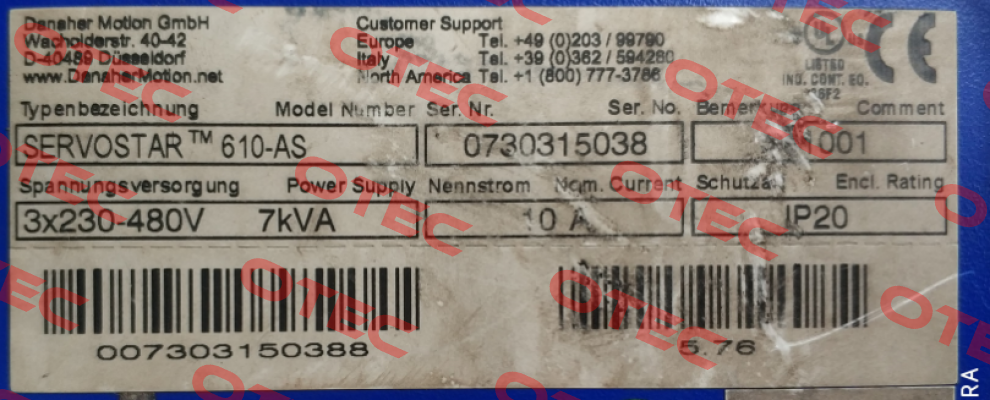 Danaher Motion GmbH
Wacholderstr. 40-42
D-40489 Düsseldorf
www.DanaherMotion.net
Customer Support
Europe Tel. +49 (0)203 / 99790
Italy Tel. +39 (0)362 / 594260
North America Tel. +1 (800) 777-3786
LISTED
IND. CONT. EQ.
Typenbezeichnung Model Number Ser. Nr. Ser. No. Bemerkung Comment
SERVOSTAR™ 610-AS 0730315038 1001
Spannungsversorgung Power Supply Nennstrom Nom. Current Schutzart Encl. Rating
3x230-480V 7kVA 10 A IP20
007303150388 5.76
RA
OTEC